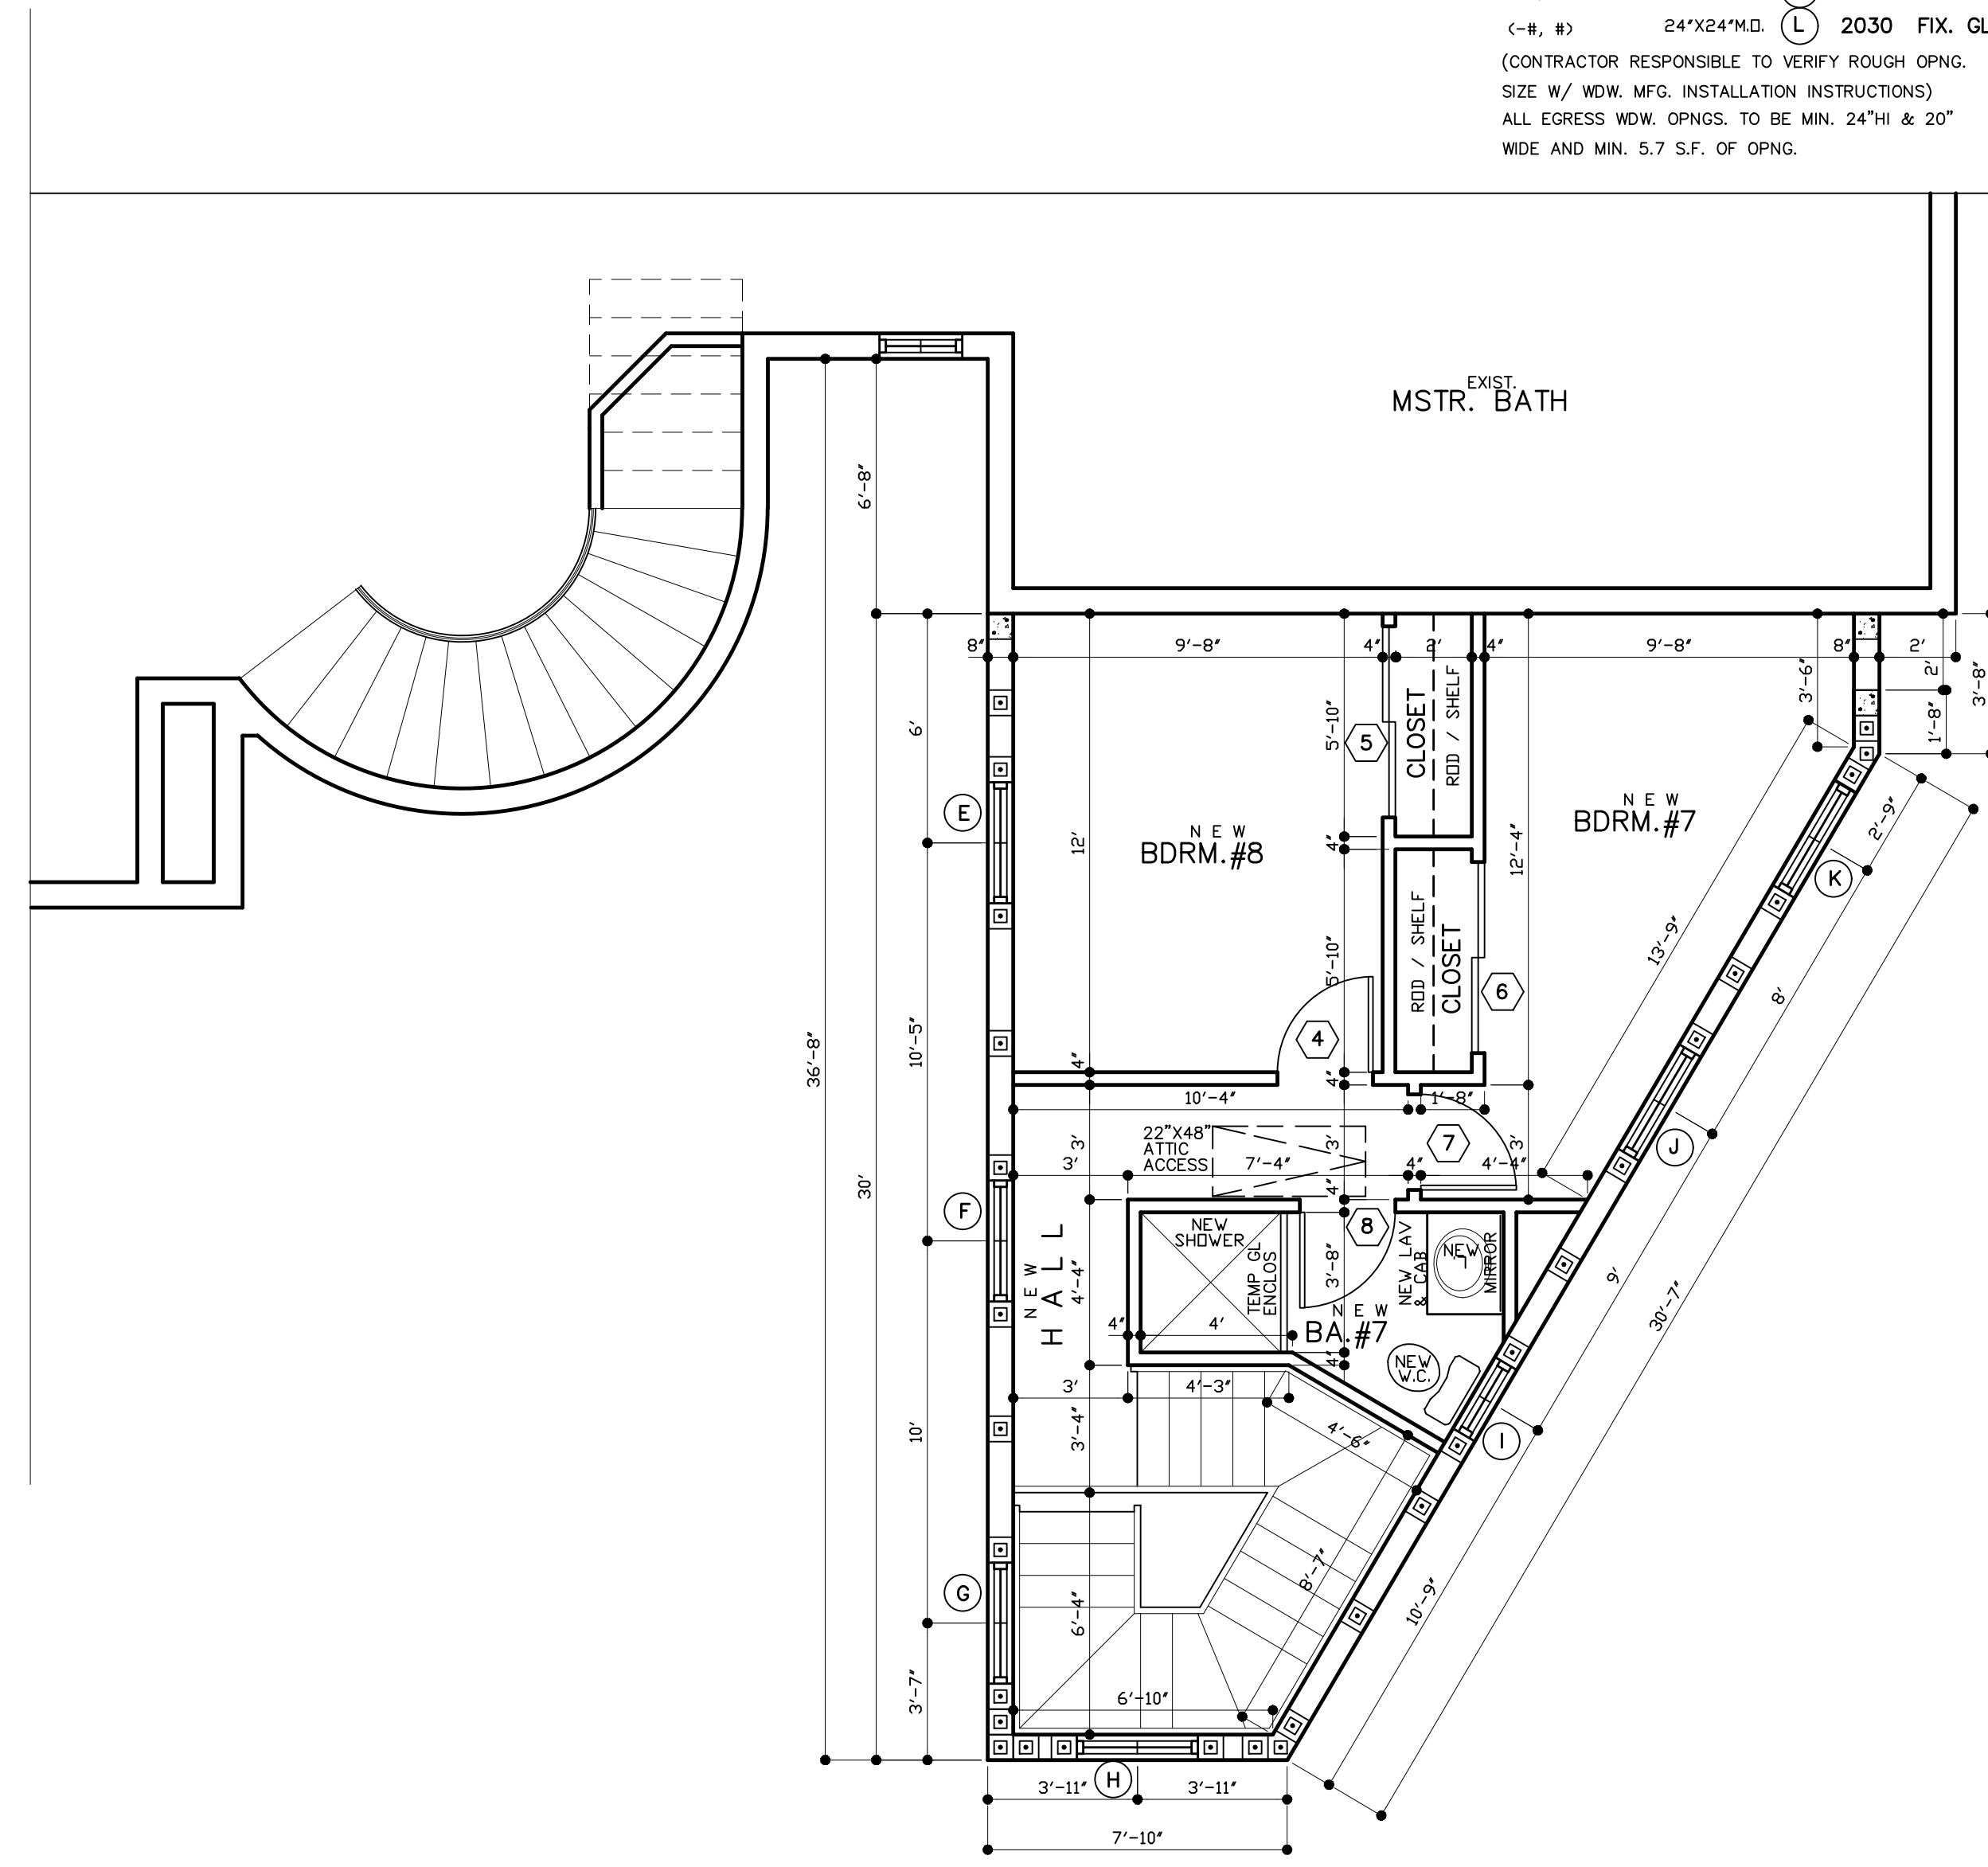 (-#, #) 24"X24"M.O. L 2030 FIX. GL
(CONTRACTOR RESPONSIBLE TO VERIFY ROUGH OPNG.
SIZE W/ WDW. MFG. INSTALLATION INSTRUCTIONS)
ALL EGRESS WDW. OPNGS. TO BE MIN. 24"HI & 20"
WIDE AND MIN. 5.7 S.F. OF OPNG.
EXIST.
MSTR. BATH
6'-8"
8" 9'-8" 4" 2' 4" 9'-8" 8" 2'
3'-6"
2'
3'-8"
1'-8"
6'
5'-10"
5
CLOSET
ROD / SHELF
E
N E W
BDRM.#8
N E W
BDRM.#7
12'
4"
12'-4"
2'-9"
K
ROD / SHELF
CLOSET
13'-9"
5'-10"
6
8'
36'-8"
10'-5"
4
4"
4"
10'-4"
1'-8"
22"X48"
ATTIC
ACCESS
3'
3'
7
3'
J
3'
7'-4"
4"
4'-4"
4"
30'
F
8
NEW
SHOWER
TEMP GL
ENCLOS
NEW LAV
& CAB
NEW
MIRROR
N E W
H A L L
4'-4"
3'-8"
9'
30'-7"
N E W
BA.#7
4"
4'
4"
NEW
W.C.
3'
4'-3"
10'
3'-4"
4'-6"
I
G
6'-4"
8'-7"
10'-9"
3'-7"
6'-10"
H
3'-11"
3'-11"
7'-10"